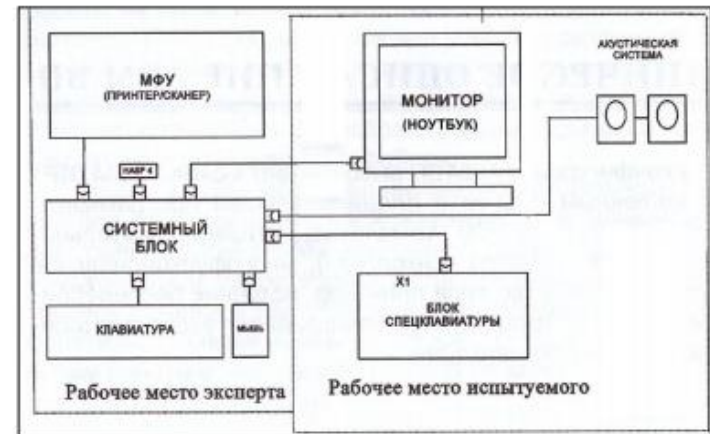 МФУ
(ПРИНТЕР/СКАНЕР)
МОНИТОР
(НОУТБУК)
АКУСТИЧЕСКАЯ
СИСТЕМА
СИСТЕМНЫЙ
БЛОК
X1
БЛОК
СПЕЦКЛАВИАТУРЫ
КЛАВИАТУРА
МЫШЬ
Рабочее место эксперта
Рабочее место испытуемого